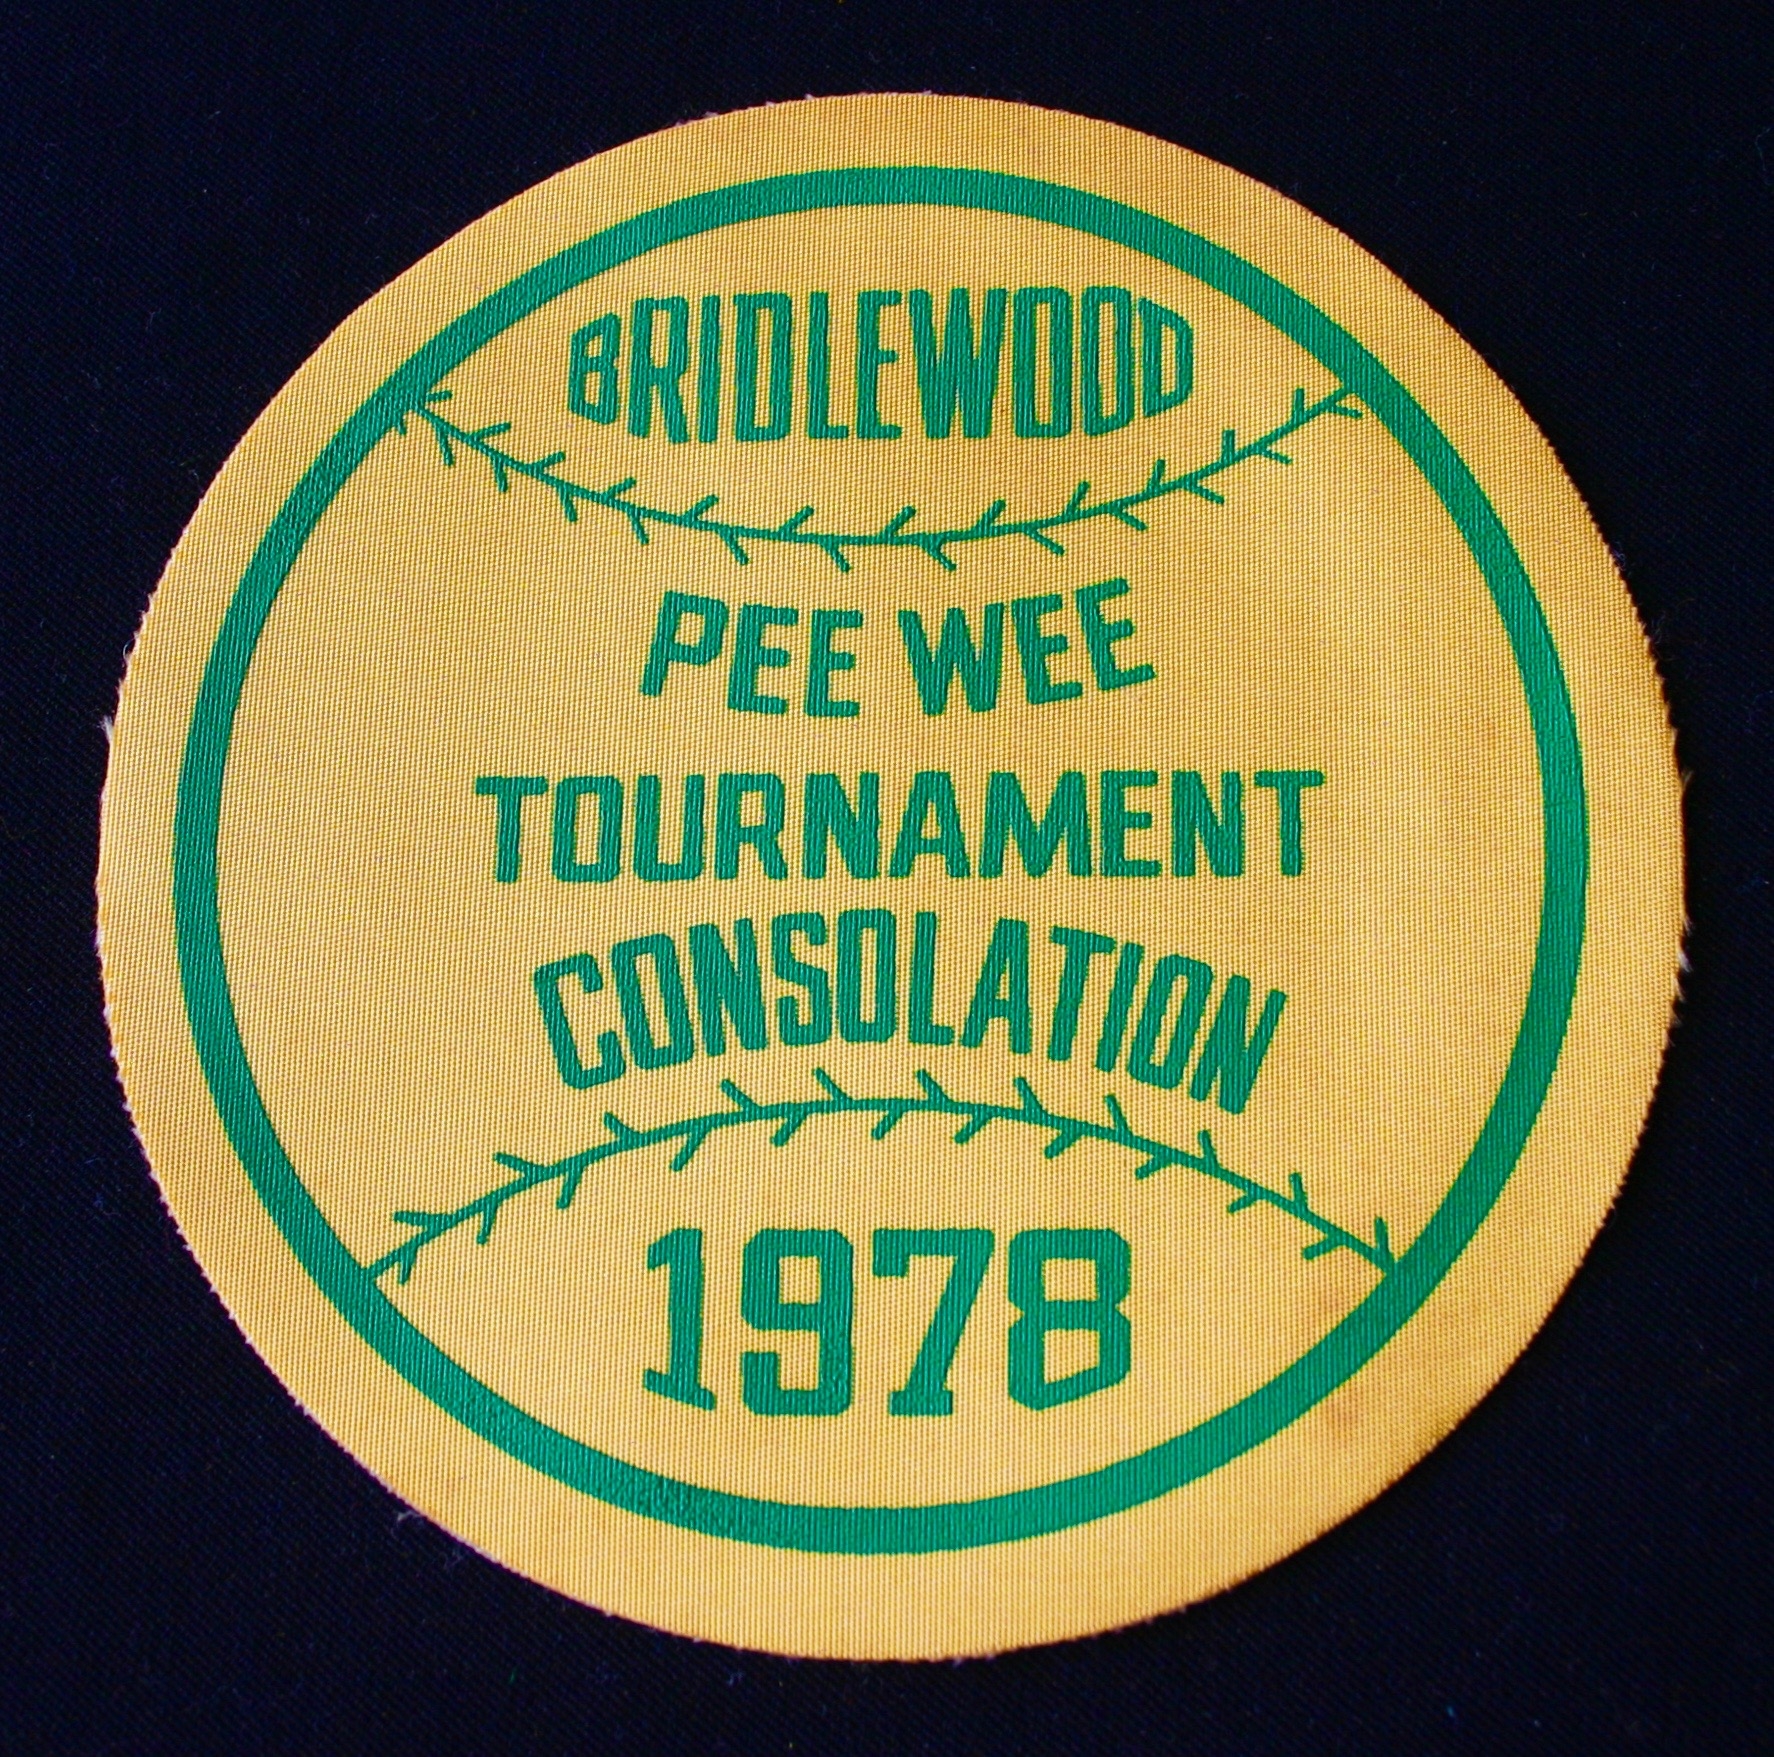 BRIDLEWOOD
PEE WEE
TOURNAMENT
CONSOLATION
1978